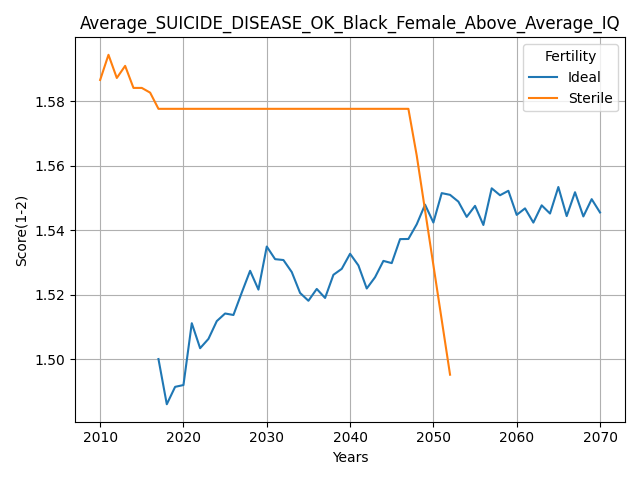 Average_SUICIDE_DISEASE_OK_Black_Female_Above_Average_IQ
Fertility
Ideal
Sterile
Score(1-2)
1.58
1.56
1.54
1.52
1.50
2010 2020 2030 2040 2050 2060 2070
Years